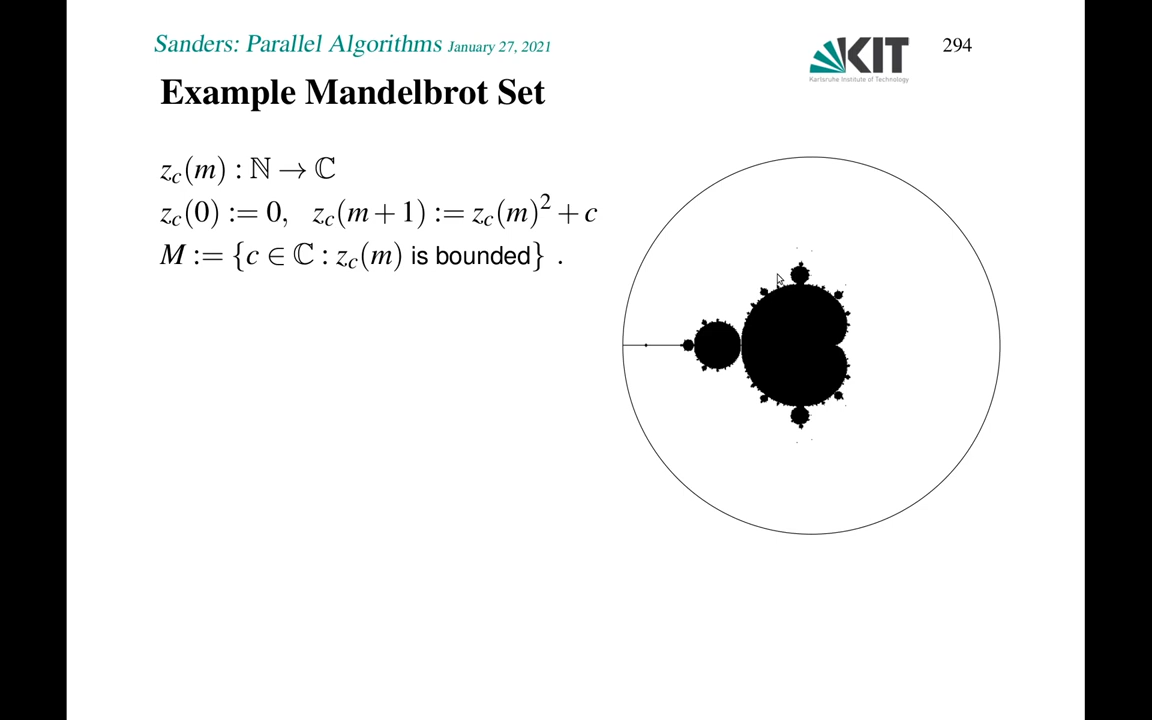 Sanders: Parallel Algorithms January 27, 2021
KIT
Karlsruhe Institute of Technology
294
Example Mandelbrot Set
z_c(m) : ℕ → ℂ
z_c(0) := 0, z_c(m+1) := z_c(m)² + c
M := {c ∈ ℂ : z_c(m) is bounded} .